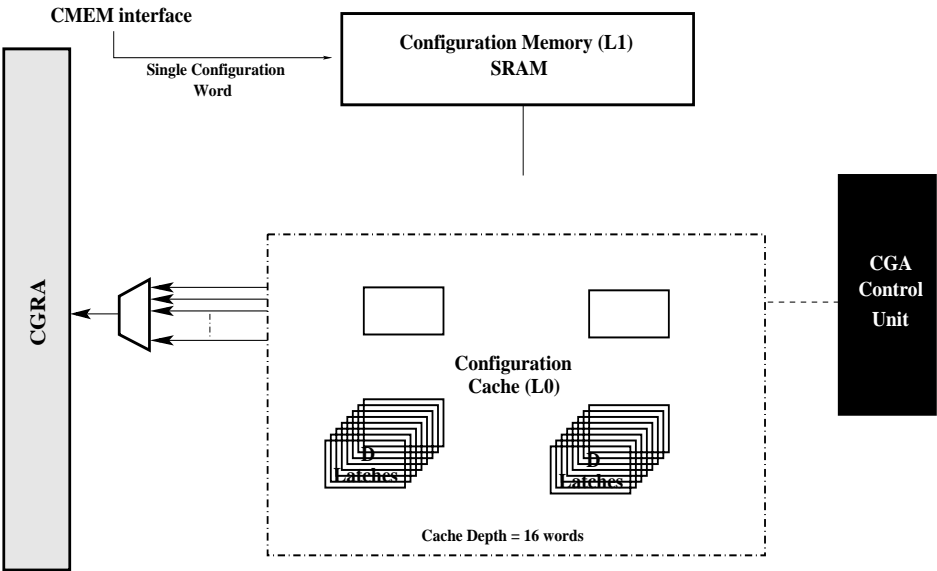 CMEM interface
Single Configuration
Word
Configuration Memory (L1)
SRAM
CGRA
CGA
Control
Unit
Configuration
Cache (L0)
D
Latches
D
Latches
Cache Depth = 16 words